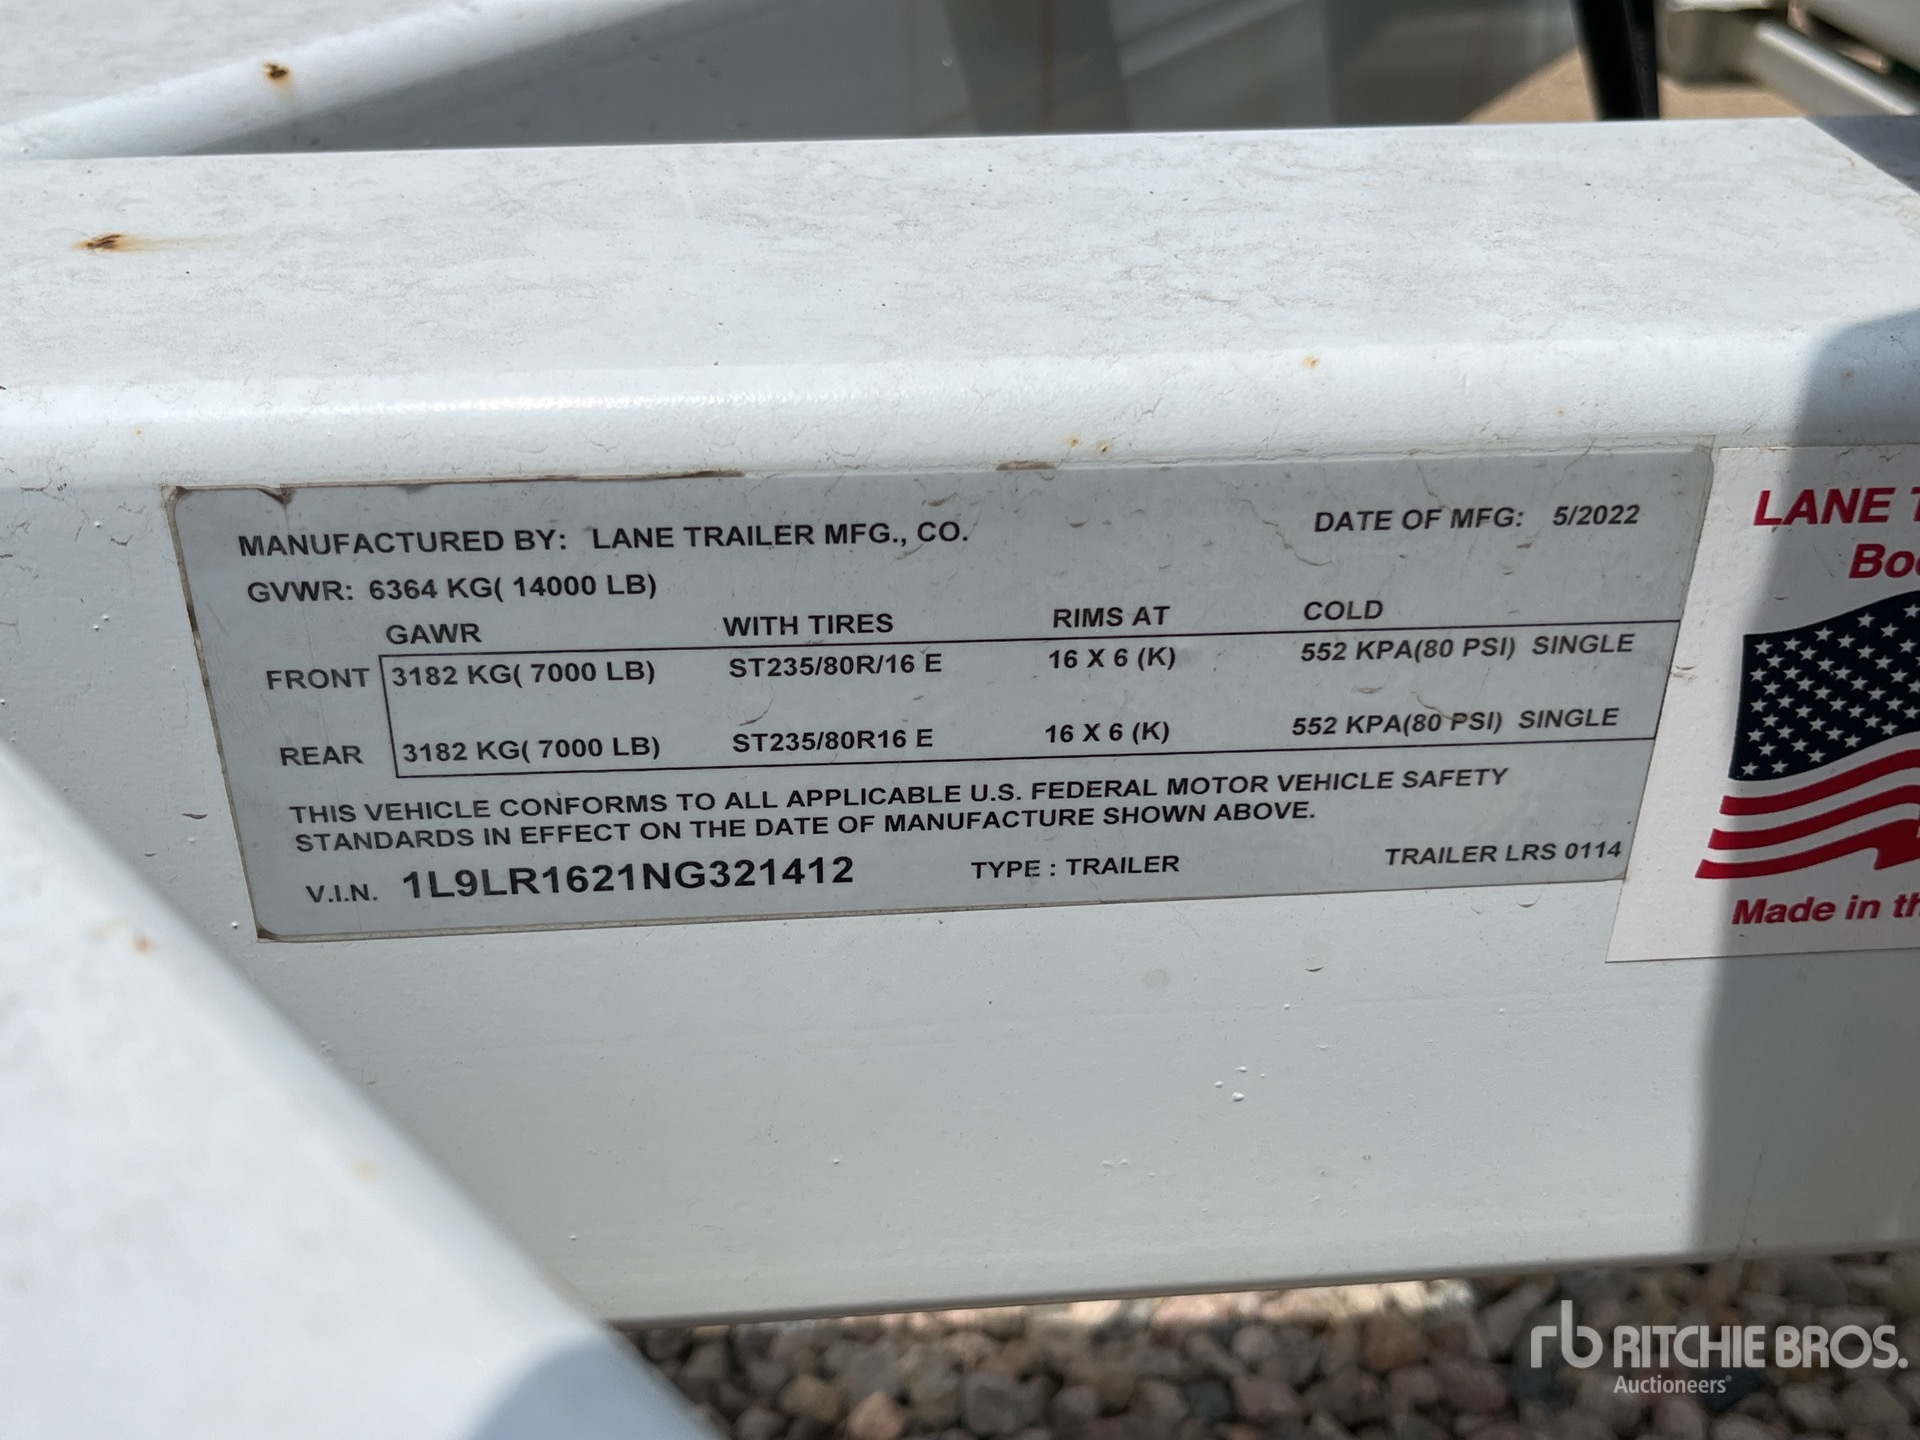 MANUFACTURED BY: LANE TRAILER MFG., CO. DATE OF MFG: 5/2022
GVWR: 6364 KG( 14000 LB)
GAWR WITH TIRES RIMS AT COLD
FRONT 3182 KG( 7000 LB) ST235/80R/16 E 16 X 6 (K) 552 KPA(80 PSI) SINGLE
REAR 3182 KG( 7000 LB) ST235/80R16 E 16 X 6 (K) 552 KPA(80 PSI) SINGLE
THIS VEHICLE CONFORMS TO ALL APPLICABLE U.S. FEDERAL MOTOR VEHICLE SAFETY
STANDARDS IN EFFECT ON THE DATE OF MANUFACTURE SHOWN ABOVE.
V.I.N. 1L9LR1621NG321412 TYPE : TRAILER TRAILER LRS 0114
LANE
Made in
rb RITCHIE BROS.
Auctioneers